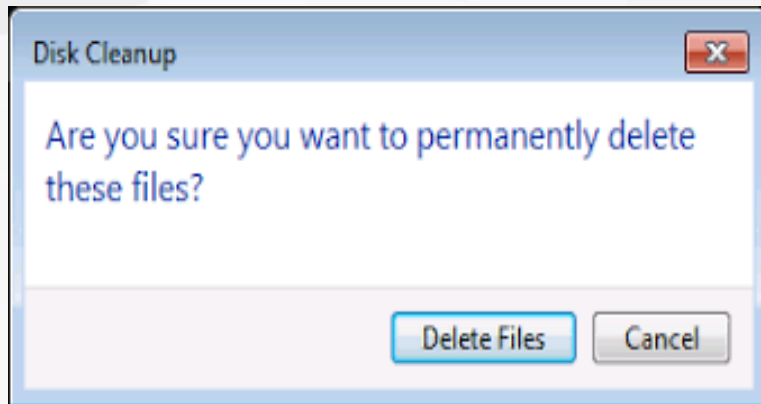 Disk Cleanup
Are you sure you want to permanently delete
these files?
Delete Files
Cancel